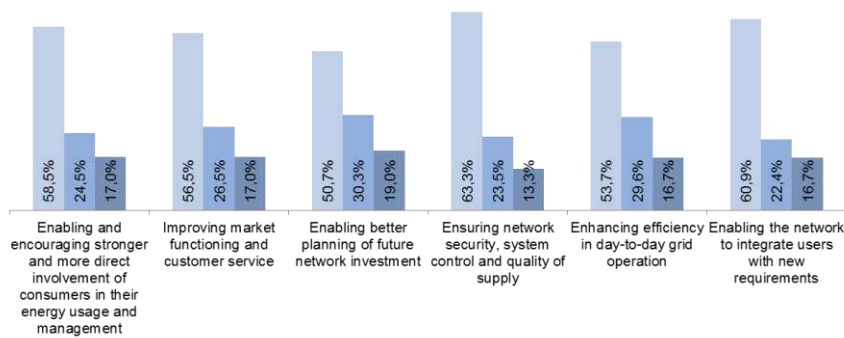 58,5%
24,5%
17,0%
56,5%
26,5%
17,0%
50,7%
30,3%
19,0%
63,3%
23,5%
13,3%
53,7%
29,6%
16,7%
60,9%
22,4%
16,7%
Enabling and
encouraging stronger
and more direct
involvement of
consumers in their
energy usage and
management
Improving market
functioning and
customer service
Enabling better
planning of future
network investment
Ensuring network
security, system
control and quality of
supply
Enhancing efficiency
in day-to-day grid
operation
Enabling the network
to integrate users
with new
requirements